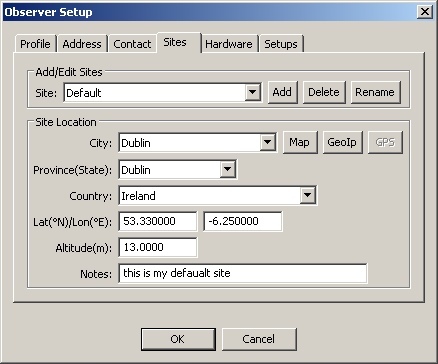 Observer Setup
Profile Address Contact Sites Hardware Setups
Add/Edit Sites
Site: Default Add Delete Rename
Site Location
City: Dublin Map GeoIp GPS
Province(State): Dublin
Country: Ireland
Lat(°N)/Lon(°E): 53.330000 -6.250000
Altitude(m): 13.0000
Notes: this is my defaualt site
OK Cancel